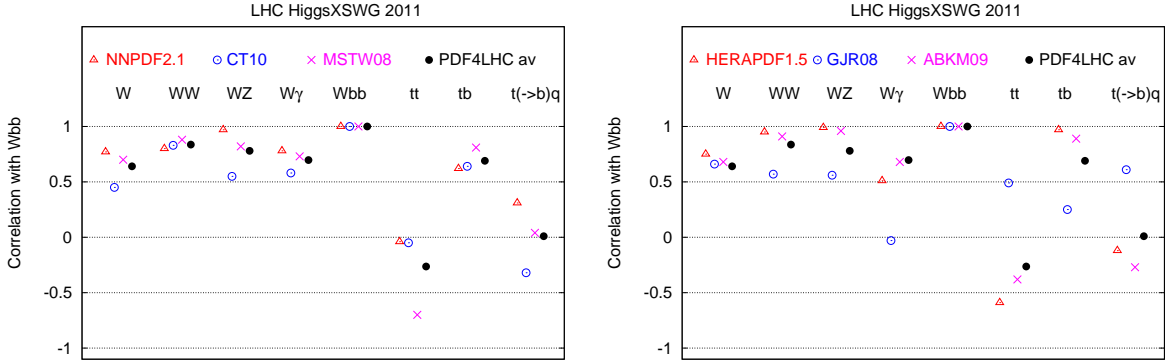 LHC HiggsXSWG 2011
NNPDF2.1 CT10 MSTW08 PDF4LHC av
W WW WZ Wγ Wbb tt tb t(->b)q
1
0.5
0
-0.5
-1
Correlation with Wbb
LHC HiggsXSWG 2011
HERAPDF1.5 GJR08 ABKM09 PDF4LHC av
W WW WZ Wγ Wbb tt tb t(->b)q
1
0.5
0
-0.5
-1
Correlation with Wbb